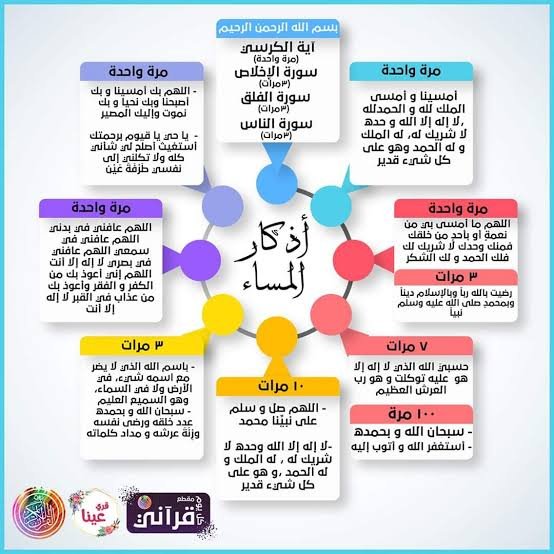 بسم الله الرحمن الرحيم
آية الكرسي
(مرة واحدة)
سورة الإخلاص
(٣مرات)
سورة الفلق
(٣مرات)
سورة الناس
(٣مرات)
مرة واحدة
أمسينا و أمسى
الملك لله و الحمدلله
،لا إله إلا الله و حدة
لا شريك له، له الملك
و له الحمد وهو على
كل شيء قدير
مرة واحدة
اللهم ما أمسى بي من
نعمةٍ أو بأحد من خلقك
فمنك وحدك لا شريك لك
فلك الحمد و لك الشكر
٣ مرات
رضيت بالله رباً وبالإسلام ديناً
وبمحمدٍ صلى الله عليه وسلم
نبياً
٧ مرات
حسبي الله الذي لا إله إلا
هو عليه توكلت و هو رب
العرش العظيم
١٠٠ مرة
- سبحان الله و بحمدة
- أستغفر الله و أتوب إليه
١٠ مرات
- اللهم صل و سلم
على نبيّنا محمد
-لا إله إلا الله وحده لا
شريك له ، له الملك و
له الحمد ،و هو على
كل شيء قدير
٣ مرات
- باسم الله الذي لا يضر
مع اسمه شيء، في
الأرض ولا في السماء،
وهو السميع العليم
- سبحان الله و بحمدة
عدد خلقه ورضى نفسه
وزنةَ عرشه و مداد كلماته
مرة واحدة
اللهم عافني في بدني
اللهم عافني في
سمعي اللهم عافني
في بصري لا إله إلا أنت
اللهم إني أعوذ بك من
الكفر و الفقر وأعوذ بك
من عذاب في القبر لا إله
إلا أنت
مرة واحدة
- اللهم بك أمسينا و بك
أصبحنا وبك نحيا و بك
نموت وإليك المصير
- يا حي يا قيوم برحمتك
أستغيث أصلح لي شأني
كله ولا تكلني إلى
نفسي طرفة عين
أذكار
المساء
مقطع
قرآني
كل يوم
قري
عينا